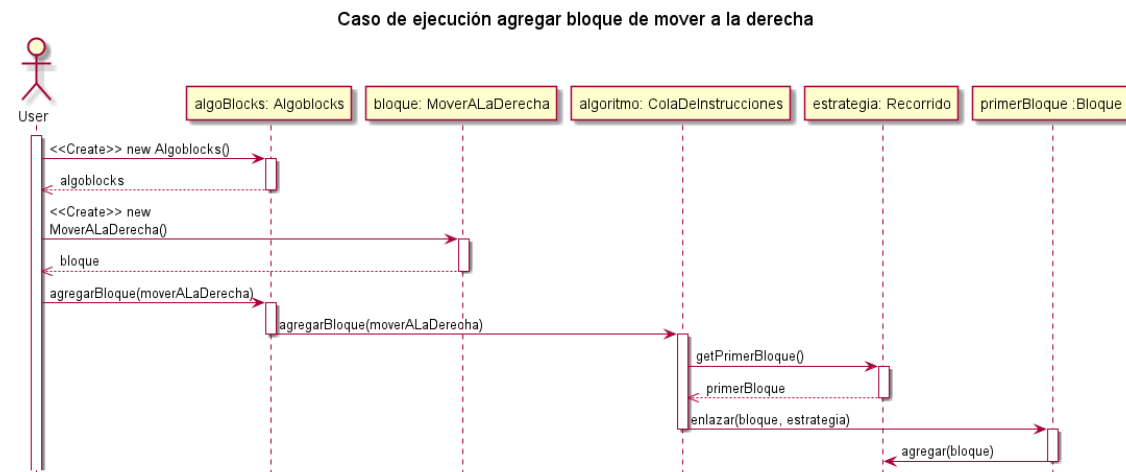 Caso de ejecución agregar bloque de mover a la derecha
User
algoBlocks: Algoblocks
bloque: MoverALaDerecha
algoritmo: ColaDeInstrucciones
estrategia: Recorrido
primerBloque :Bloque
<<Create>> new Algoblocks()
algoblocks
<<Create>> new
MoverALaDerecha()
bloque
agregarBloque(moverALaDerecha)
agregarBloque(moverALaDerecha)
getPrimerBloque()
primerBloque
enlazar(bloque, estrategia)
agregar(bloque)